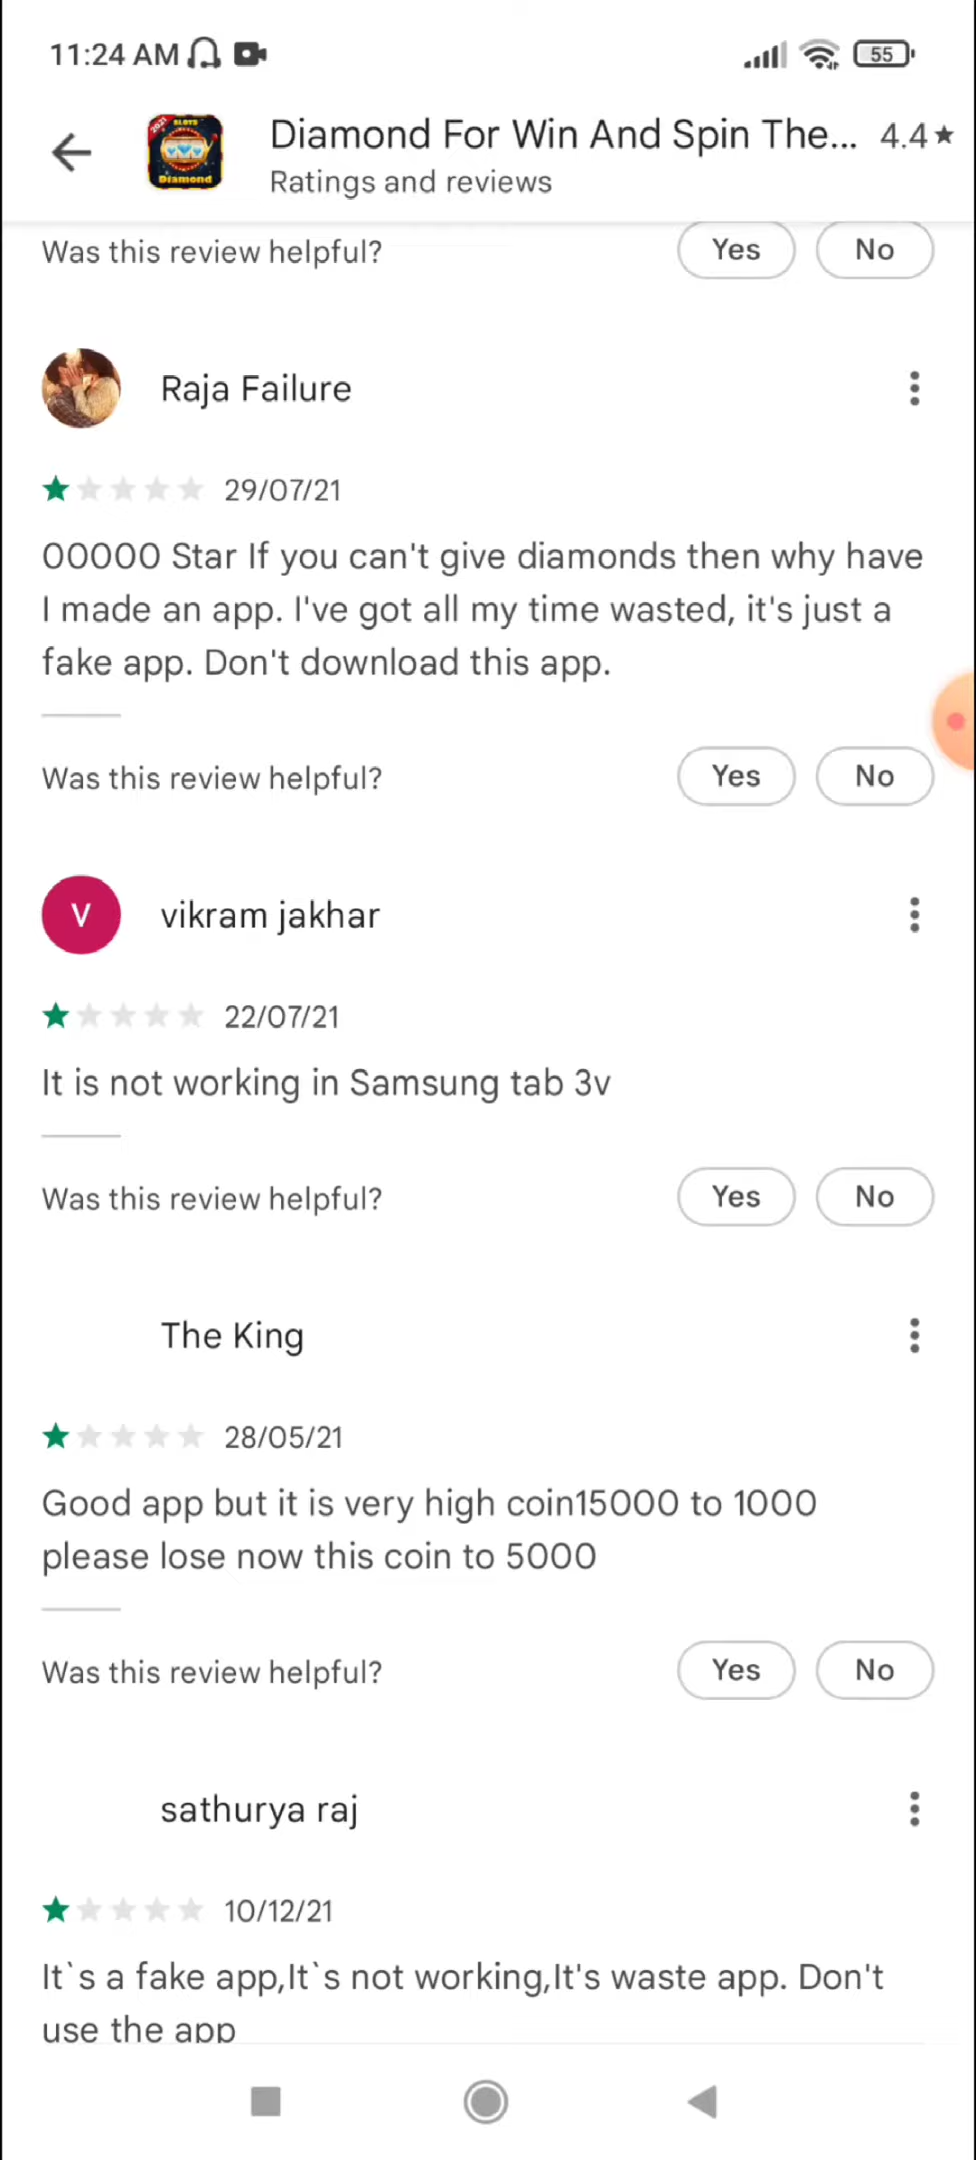 11:24 AM
55
2021 SLOTS
Diamond
Diamond For Win And Spin The... 4.4★
Ratings and reviews
Was this review helpful? Yes No
Raja Failure
29/07/21
00000 Star If you can't give diamonds then why have
I made an app. I've got all my time wasted, it's just a
fake app. Don't download this app.
Was this review helpful? Yes No
V
vikram jakhar
22/07/21
It is not working in Samsung tab 3v
Was this review helpful? Yes No
The King
28/05/21
Good app but it is very high coin15000 to 1000
please lose now this coin to 5000
Was this review helpful? Yes No
sathurya raj
10/12/21
It`s a fake app,It`s not working,It's waste app. Don't
use the app